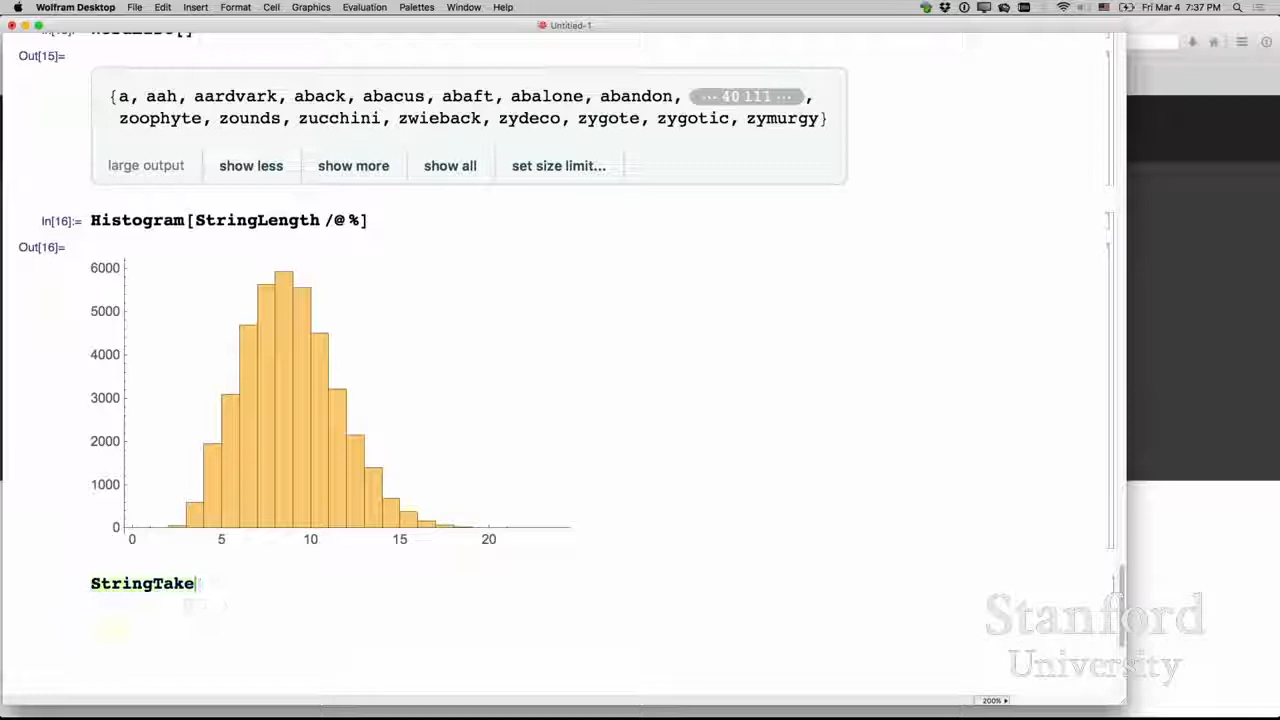 Wolfram Desktop File Edit Insert Format Cell Graphics Evaluation Palettes Window Help Fri Mar 4 7:37 PM
Untitled-1
Out[15]=
{a, aah, aardvark, aback, abacus, abaft, abalone, abandon, ... 40 111 ... ,
zoophyte, zounds, zucchini, zwieback, zydeco, zygote, zygotic, zymurgy}
large output show less show more show all set size limit...
In[16]:= Histogram[StringLength /@ %]
Out[16]=
6000
5000
4000
3000
2000
1000
0
0 5 10 15 20
StringTake
Stanford
University
200%